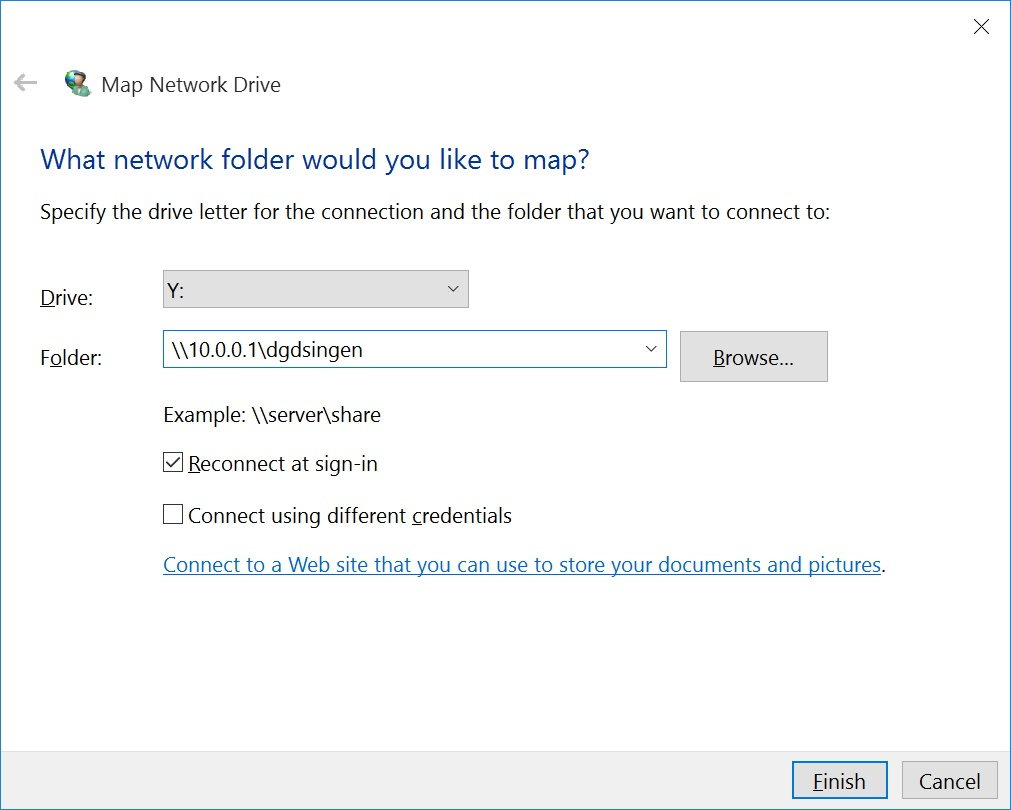 Map Network Drive
What network folder would you like to map?
Specify the drive letter for the connection and the folder that you want to connect to:
Drive: Y:
Folder: \\10.0.0.1\dgdsingen Browse...
Example: \\server\share
Reconnect at sign-in
Connect using different credentials
Connect to a Web site that you can use to store your documents and pictures.
Finish Cancel